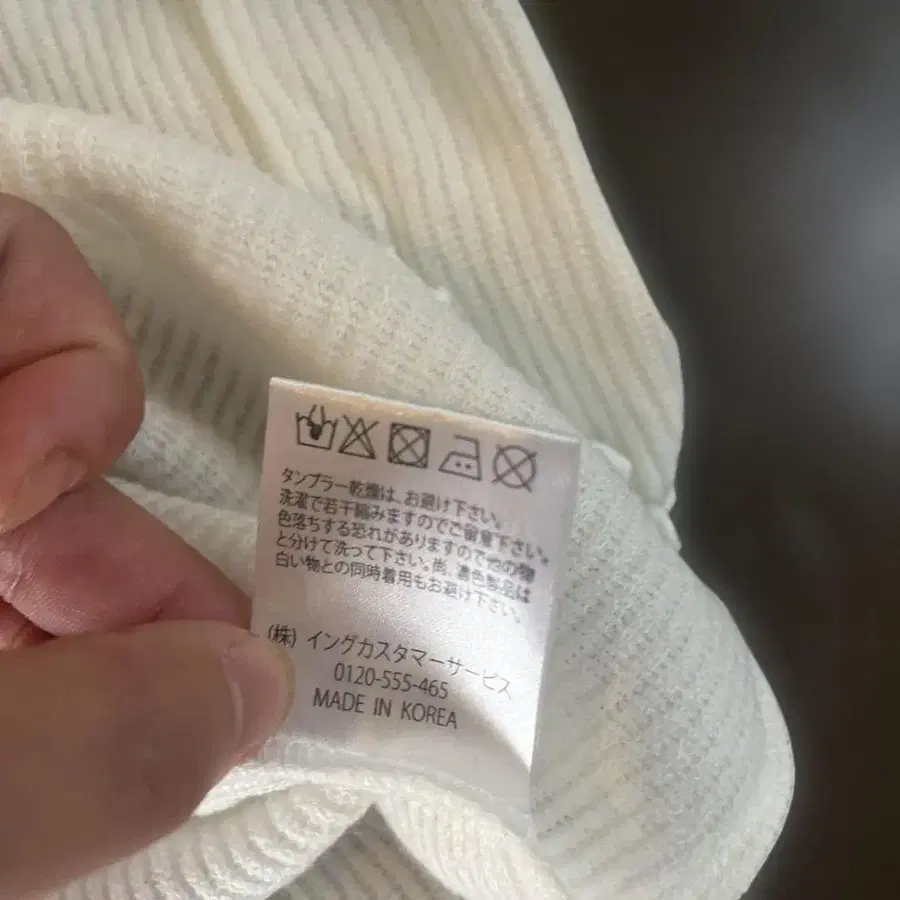 タンブラー乾燥は、お避け下さい。
洗濯で若干縮みますのでご留意下さい。
色落ちする恐れがありますので他の物
と分けて洗って下さい。尚、濃色製品は
白い物との同時着用もお避け下さい。
(株) イングカスタマーサービス
0120-555-465
MADE IN KOREA